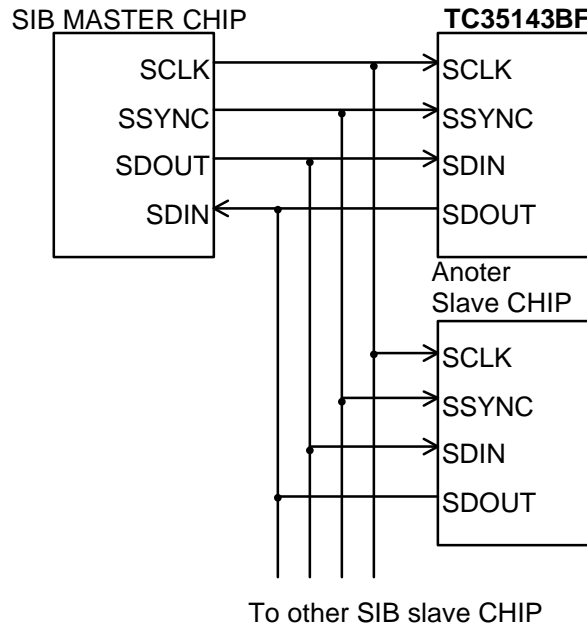 SIB MASTER CHIP
SCLK
SSYNC
SDOUT
SDIN
TC35143BF
SCLK
SSYNC
SDIN
SDOUT
Anoter
Slave CHIP
SCLK
SSYNC
SDIN
SDOUT
To other SIB slave CHIP